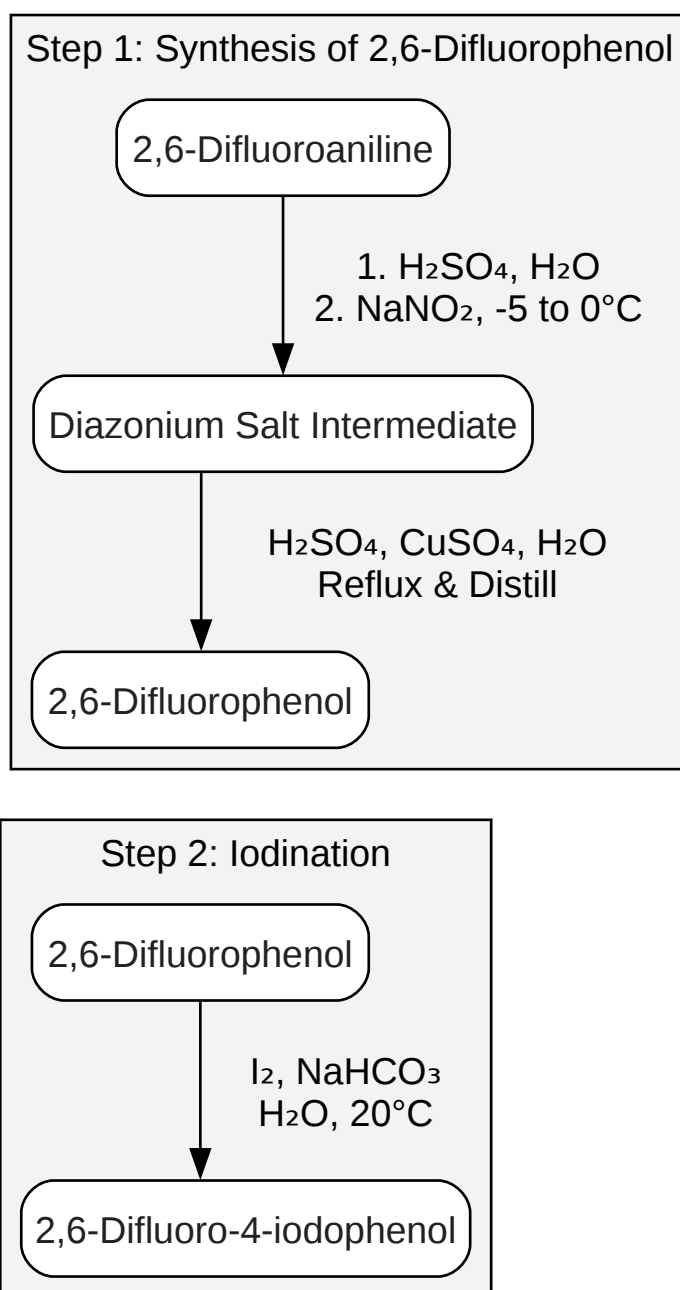 Step 1: Synthesis of 2,6-Difluorophenol
2,6-Difluoroaniline
1. H₂SO₄, H₂O
2. NaNO₂, -5 to 0°C
Diazonium Salt Intermediate
H₂SO₄, CuSO₄, H₂O
Reflux & Distill
2,6-Difluorophenol
Step 2: Iodination
2,6-Difluorophenol
I₂, NaHCO₃
H₂O, 20°C
2,6-Difluoro-4-iodophenol